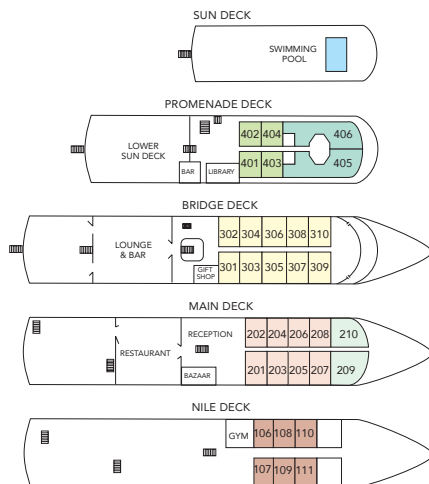 SUN DECK
SWIMMING
POOL
PROMENADE DECK
LOWER
SUN DECK
BAR
LIBRARY
402 404
406
401 403
405
BRIDGE DECK
LOUNGE
& BAR
GIFT
SHOP
302 304 306 308 310
301 303 305 307 309
MAIN DECK
RESTAURANT
RECEPTION
BAZAAR
202 204 206 208 210
201 203 205 207 209
NILE DECK
GYM
106 108 110
107 109 111